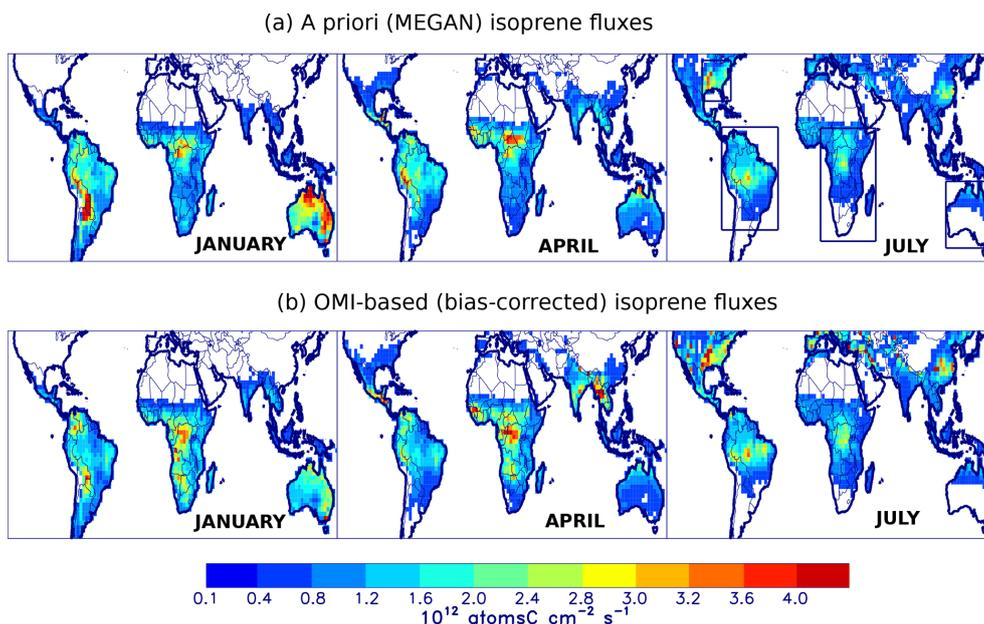 (a) A priori (MEGAN) isoprene fluxes
JANUARY APRIL JULY
(b) OMI-based (bias-corrected) isoprene fluxes
JANUARY APRIL JULY
0.1 0.4 0.8 1.2 1.6 2.0 2.4 2.8 3.0 3.2 3.6 4.0
10¹² atomsC cm⁻² s⁻¹